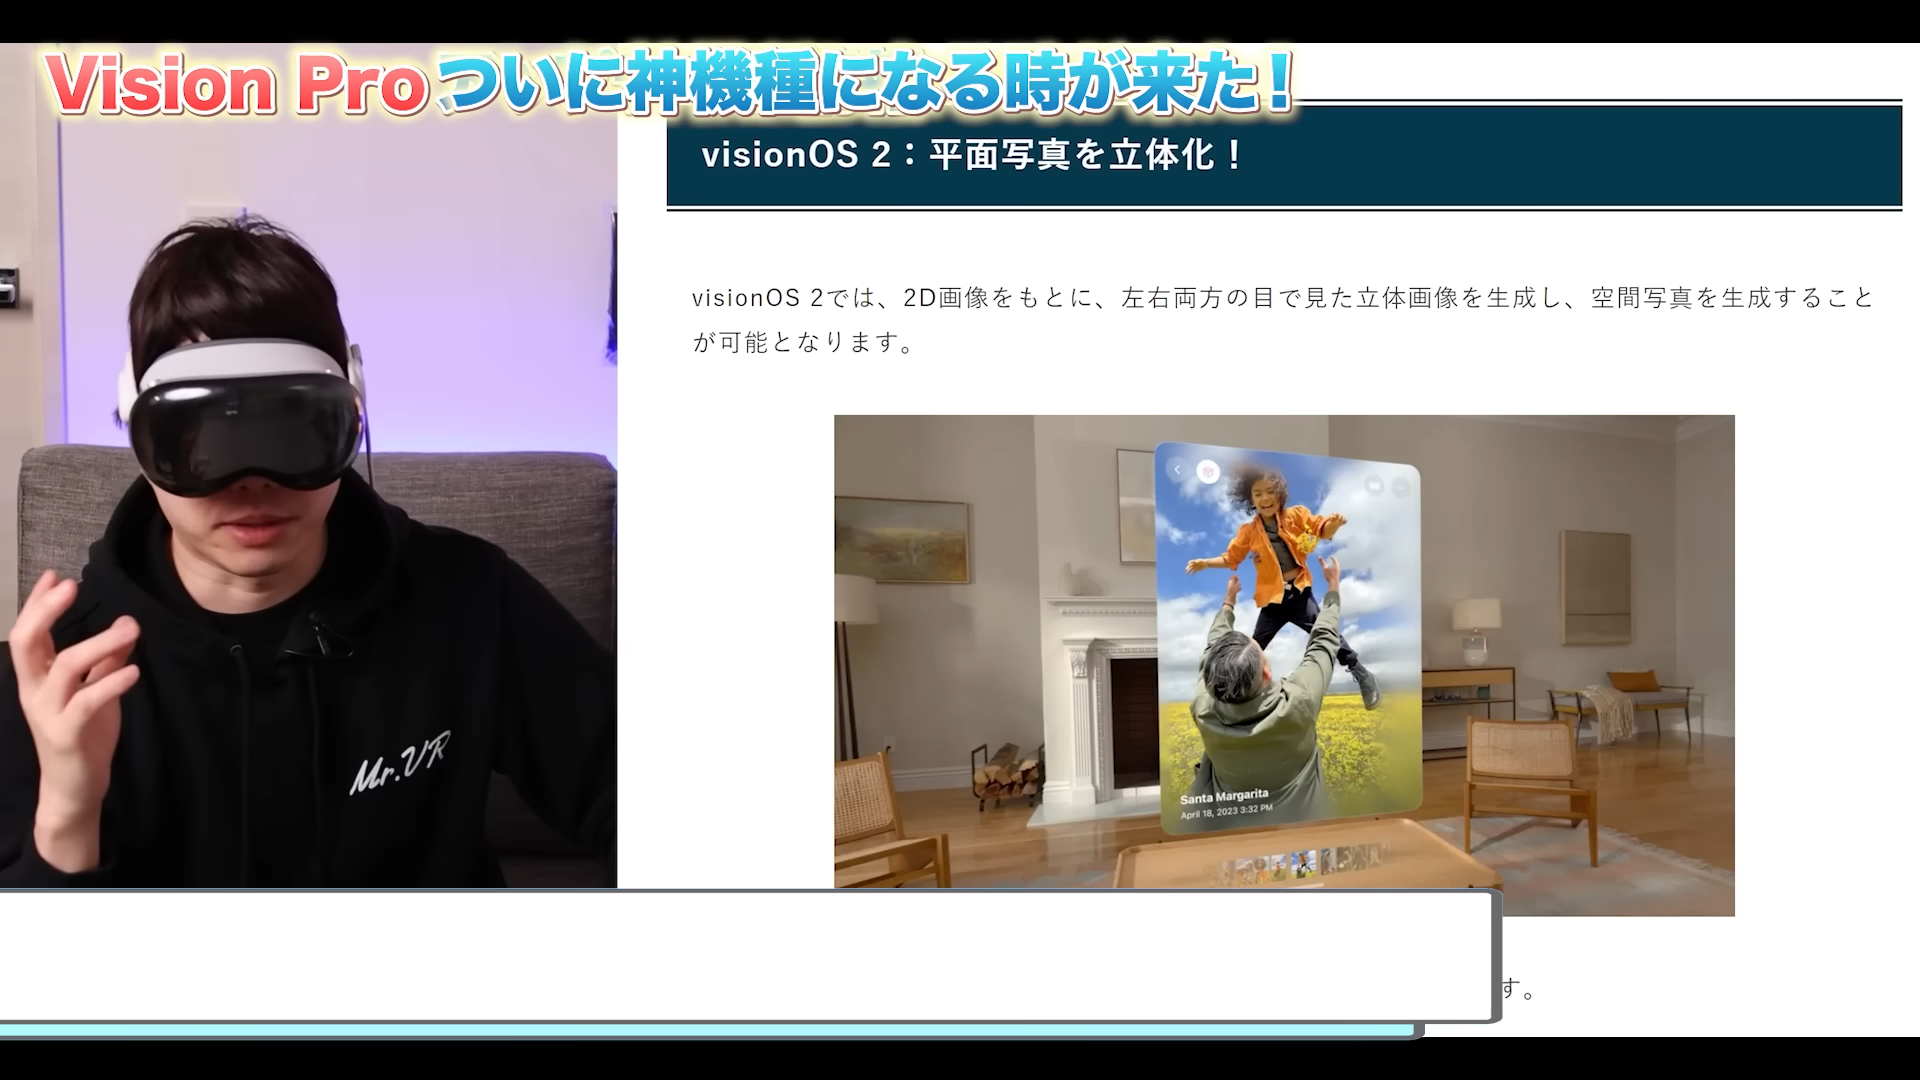 Vision Proついに神機種になる時が来た!
visionOS 2：平面写真を立体化！
visionOS 2では、2D画像をもとに、左右両方の目で見た立体画像を生成し、空間写真を生成すること
が可能となります。
Santa Margarita
April 18, 2023 3:32 PM
Mr.VR
す。